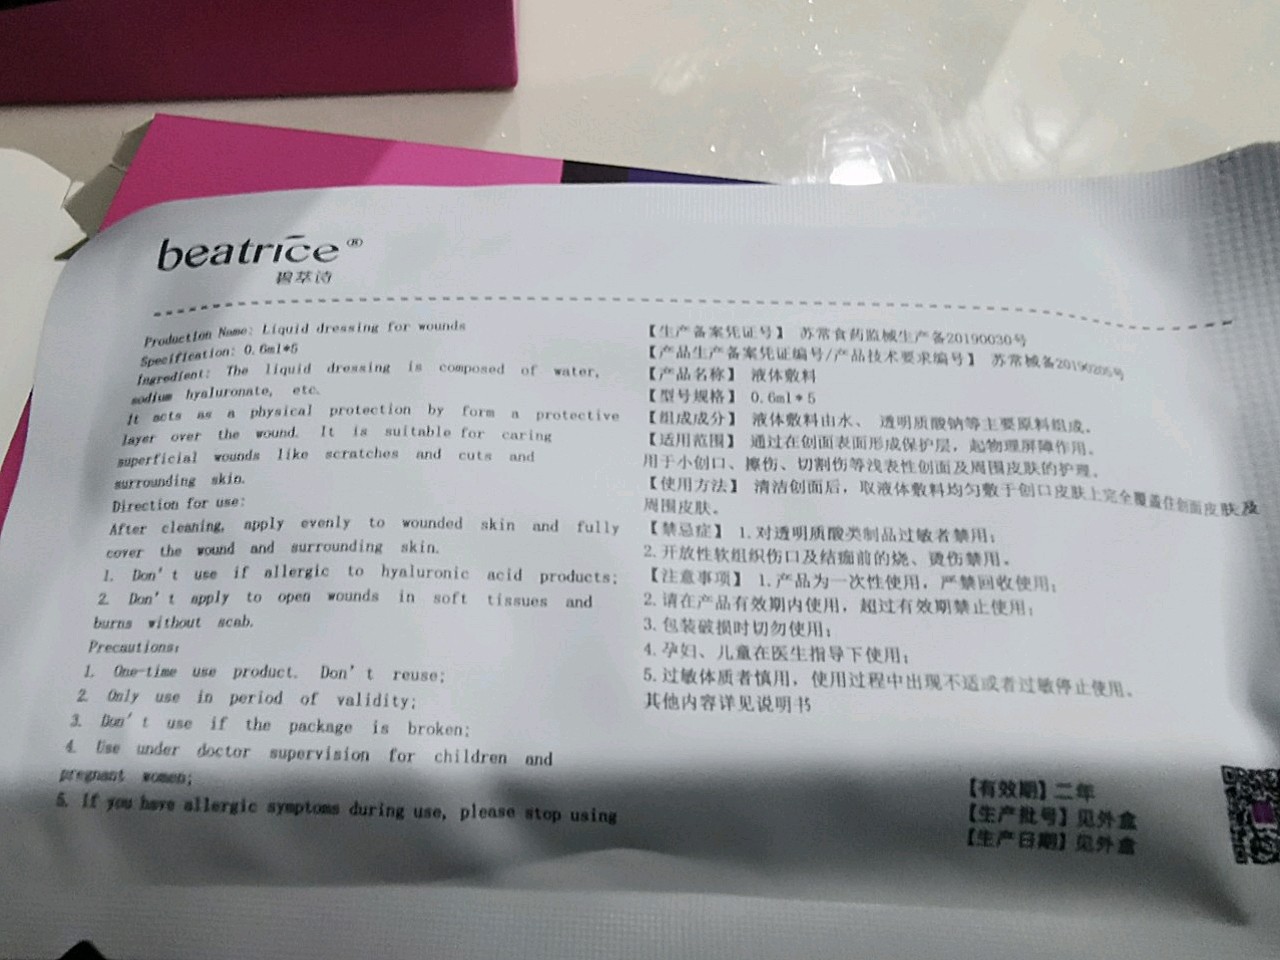 beatrice®
碧萃诗
Production Name: Liquid dressing for wounds
Specification: 0.6ml*5
Ingredient: The liquid dressing is composed of water,
sodium hyaluronate, etc.
It acts as a physical protection by form a protective
layer over the wound. It is suitable for caring
superficial wounds like scratches and cuts and
surrounding skin.
Direction for use:
After cleaning, apply evenly to wounded skin and fully
cover the wound and surrounding skin.
1. Don't use if allergic to hyaluronic acid products;
2. Don't apply to open wounds in soft tissues and
burns without scab.
Precautions:
1. One-time use product. Don't reuse;
2. Only use in period of validity;
3. Don't use if the package is broken;
4. Use under doctor supervision for children and
pregnant women;
5. If you have allergic symptoms during use, please stop using
【生产备案凭证号】 苏常食药监械生产备20190030号
【产品生产备案凭证编号/产品技术要求编号】 苏常械备20190205号
【产品名称】 液体敷料
【型号规格】 0.6ml*5
【组成成分】 液体敷料由水、透明质酸钠等主要原料组成。
【适用范围】 通过在创面表面形成保护层，起物理屏障作用。
用于小创口、擦伤、切割伤等浅表性创面及周围皮肤的护理。
【使用方法】 清洁创面后，取液体敷料均匀敷于创口皮肤上完全覆盖住创面皮肤及
周围皮肤。
【禁忌症】 1.对透明质酸类制品过敏者禁用；
2.开放性软组织伤口及结痂前的烧、烫伤禁用。
【注意事项】 1.产品为一次性使用，严禁回收使用；
2.请在产品有效期内使用，超过有效期禁止使用；
3.包装破损时切勿使用；
4.孕妇、儿童在医生指导下使用；
5.过敏体质者慎用，使用过程中出现不适或者过敏停止使用。
其他内容详见说明书
【有效期】二年
【生产批号】见外盒
【生产日期】见外盒